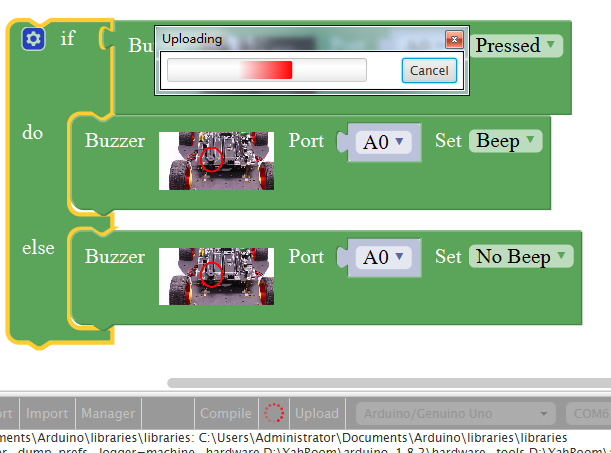 Uploading
if Pressed
Cancel
do Buzzer Port A0 Set Beep
else Buzzer Port A0 Set No Beep
Import Manager Compile Upload Arduino/Genuino Uno COM6
ments\Arduino\libraries\libraries: C:\Users\Administrator\Documents\Arduino\libraries\libraries